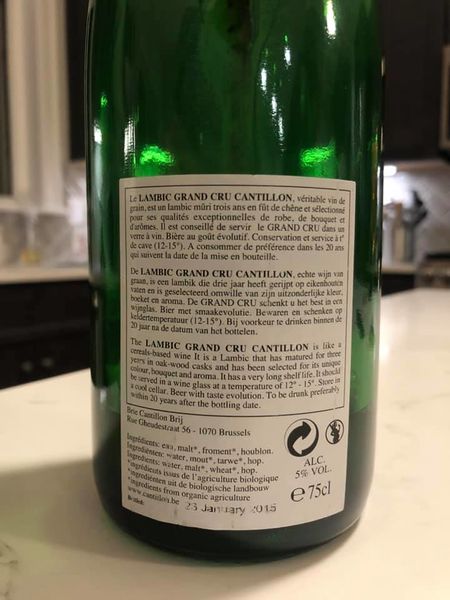 Le LAMBIC GRAND CRU CANTILLON, véritable vin de
grain, est un lambic mûri trois ans en fût de chêne et sélectionné
pour ses qualités exceptionnelles de robe, de bouquet et
d'arômes. Il est conseillé de servir le GRAND CRU dans un
verre à vin. Bière au goût évolutif. Conservation et service à t°
de cave (12-15°). A consommer de préférence dans les 20 ans
qui suivent la date de mise en bouteille.
De LAMBIC GRAND CRU CANTILLON, echte wijn van
graan, is een lambik die drie jaar heeft gerijpt op eikenhouten
vaten en is geselecteerd omwille van zijn uitzonderlijke kleur,
boeket en aroma. De GRAND CRU schenkt u het best in een
wijnglas. Bier met smaakevolutie. Bewaren en schenken op
keldertemperatuur (12-15°). Bij voorkeur te drinken binnen de
20 jaar na de datum van het bottelen.
The LAMBIC GRAND CRU CANTILLON is like a
cereals-based wine It is a Lambic that has matured for three
years in oak-wood casks and has been selected for its unique
colour, bouquet and aroma. It has a very long shelf life. It should
be served in a wine glass at a temperature of 12° - 15°. Store in
a cool cellar. Beer with taste evolution. To be drunk preferably
within 20 years after the bottling date.
Brie Cantillon Brij
Rue Gheudestraat 56 - 1070 Brussels
Ingrédients: eau, malt*, froment*, houblon.
Ingrediënten: water, mout*, tarwe*, hop.
Ingredients: water, malt*, wheat*, hop.
*ingrédients issus de l'agriculture biologique
*ingrediënten uit de biologische landbouw
*ingredients from organic agriculture
www.cantillon.be
23 January 2015
ALC.
5% VOL.
e 75cl